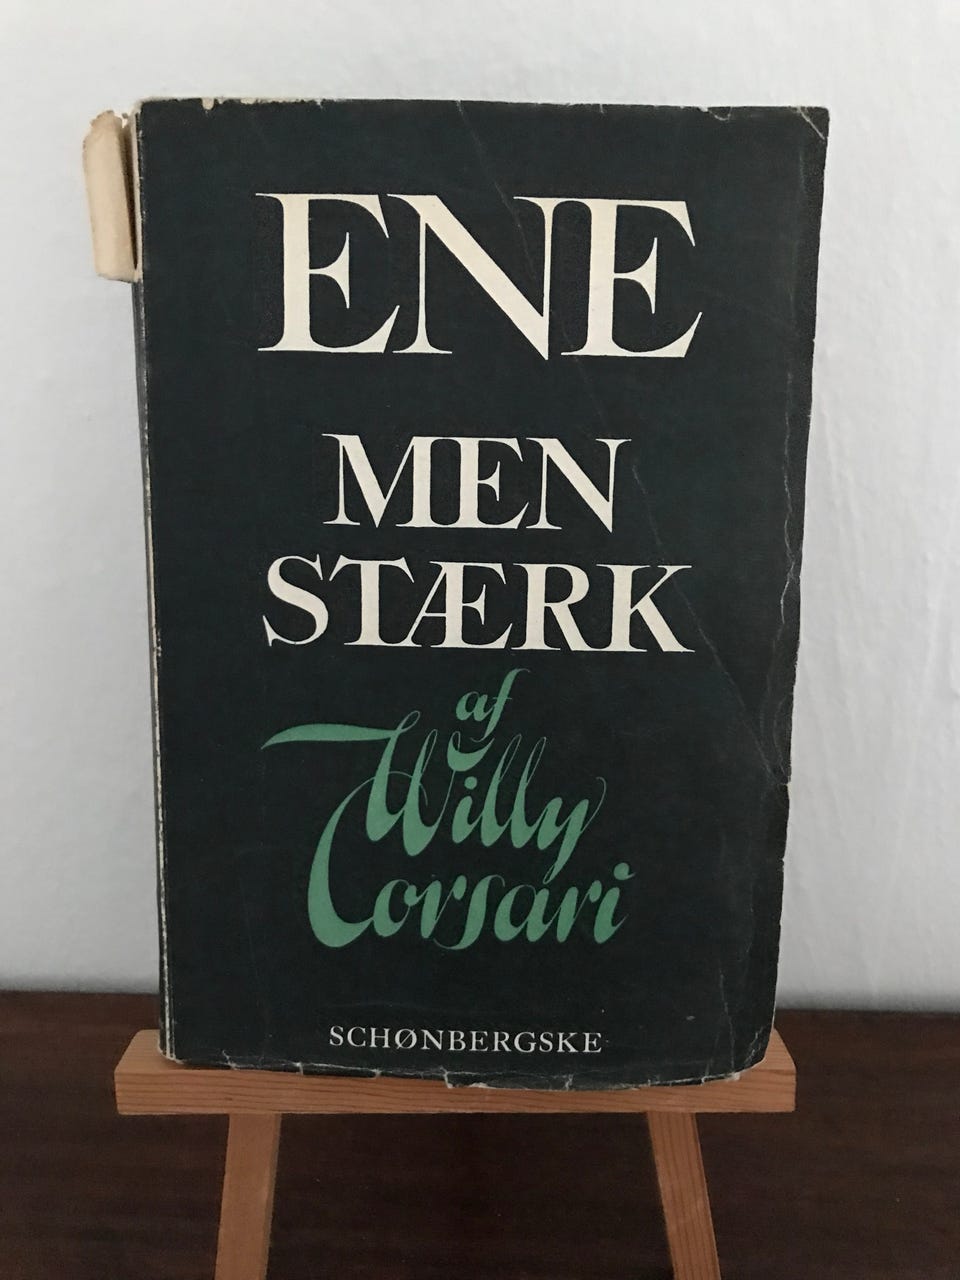 ENE
MEN
STÆRK
af
Willy
Corsari
SCHØNBERGSKE